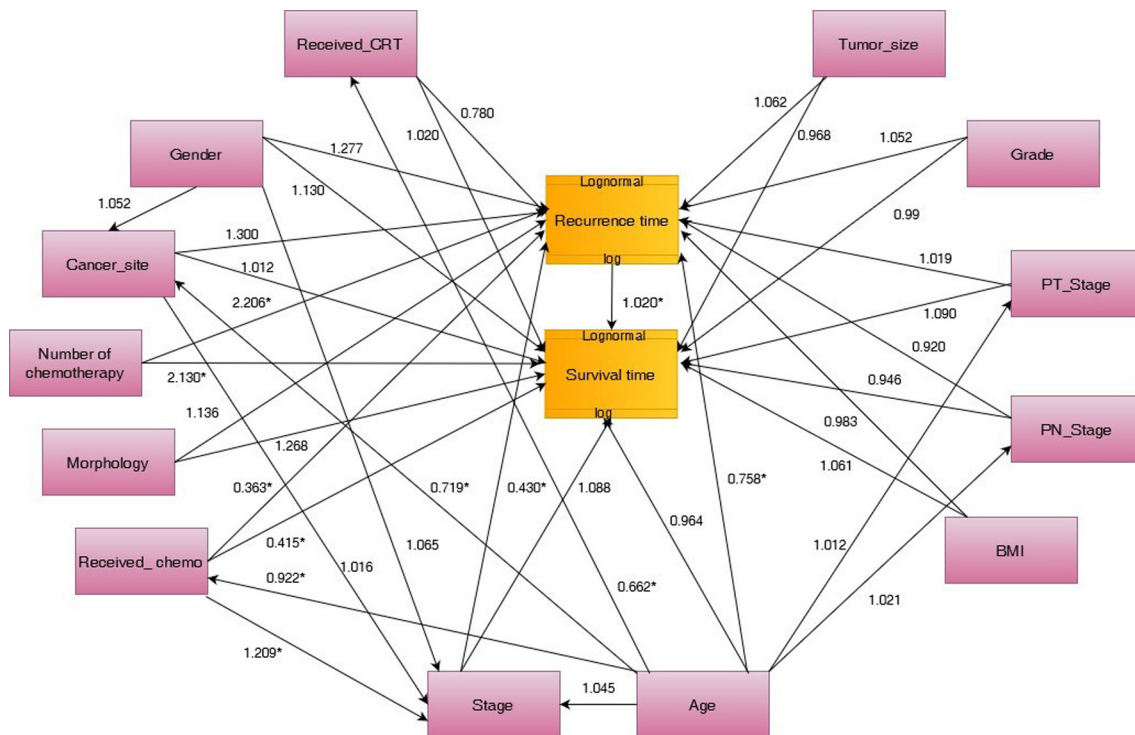 Received_CRT
Tumor_size
0.780
1.062
Gender
1.277
1.020
0.968
1.052
Grade
1.130
Lognormal
Recurrence time
log
1.052
0.99
Cancer_site
1.300
1.012
1.019
PT_Stage
2.206*
1.020*
1.090
Number of
chemotherapy
Lognormal
Survival time
log
0.920
2.130*
0.946
1.136
0.983
PN_Stage
Morphology
1.268
1.061
0.363*
0.719*
0.430*
1.088
0.758*
0.964
Received_ chemo
0.415*
1.065
1.012
BMI
0.922*
1.016
0.662*
1.021
1.209*
Stage
1.045
Age